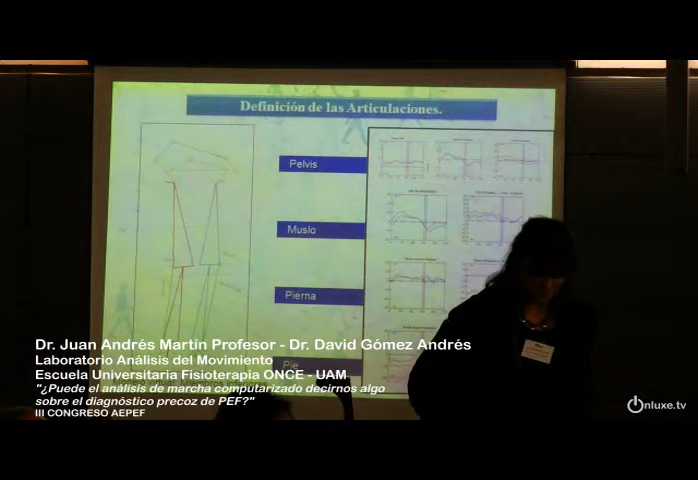 Definición de las Articulaciones.
Pelvis
Muslo
Pierna
Pie
Dr. Juan Andrés Martín Profesor - Dr. David Gómez Andrés
Laboratorio Análisis del Movimiento
Escuela Universitaria Fisioterapia ONCE - UAM
"¿Puede el análisis de marcha computarizado decirnos algo
sobre el diagnóstico precoz de PEF?"
III CONGRESO AEPEF
onluxe.tv